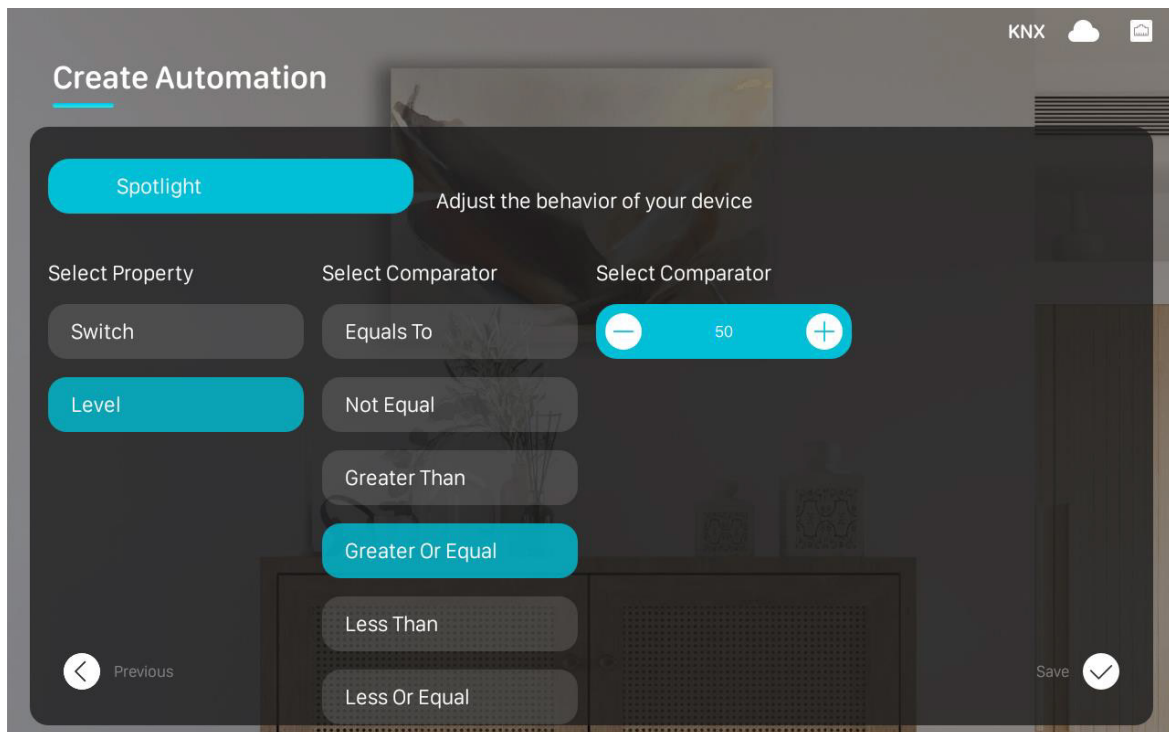 KNX
Create Automation
Spotlight
Adjust the behavior of your device
Select Property
Select Comparator
Select Comparator
Switch
Equals To
50
Level
Not Equal
Greater Than
Greater Or Equal
Less Than
Previous
Save
Less Or Equal